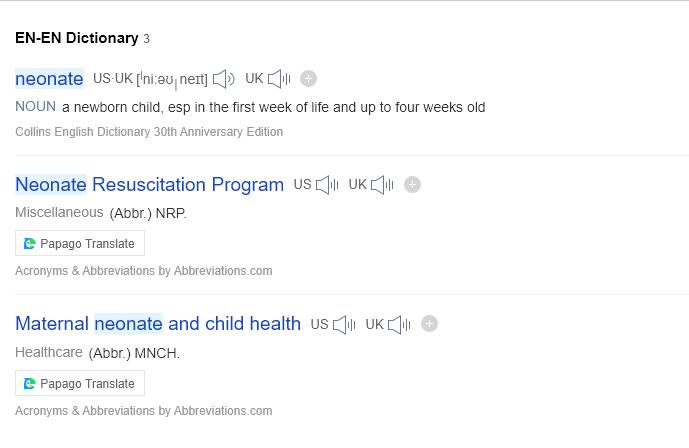 EN-EN Dictionary 3
neonate US·UK [ˈniːəʊˌneɪt] UK
NOUN a newborn child, esp in the first week of life and up to four weeks old
Collins English Dictionary 30th Anniversary Edition
Neonate Resuscitation Program US UK
Miscellaneous (Abbr.) NRP.
Papago Translate
Acronyms & Abbreviations by Abbreviations.com
Maternal neonate and child health US UK
Healthcare (Abbr.) MNCH.
Papago Translate
Acronyms & Abbreviations by Abbreviations.com